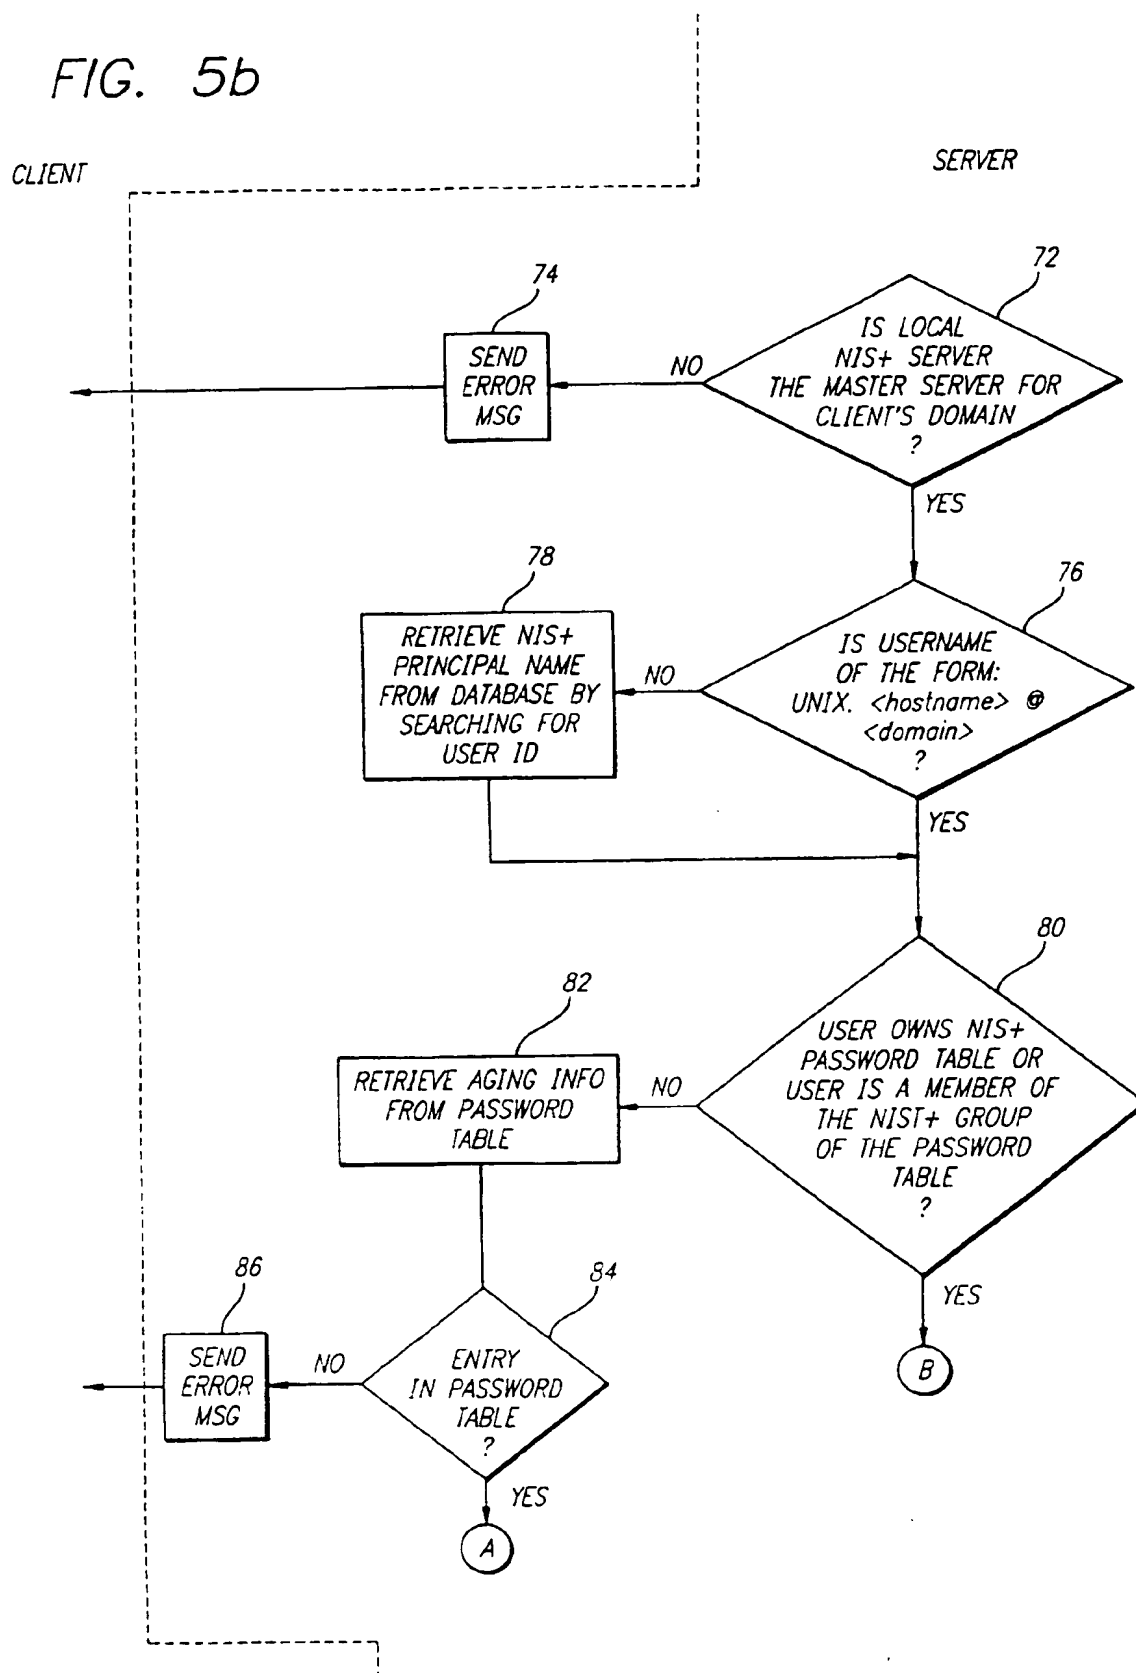 FIG. 5b
CLIENT
SERVER
74
72
SEND
ERROR
MSG
NO
IS LOCAL
NIS+ SERVER
THE MASTER SERVER FOR
CLIENT'S DOMAIN
?
YES
78
76
RETRIEVE NIS+
PRINCIPAL NAME
FROM DATABASE BY
SEARCHING FOR
USER ID
NO
IS USERNAME
OF THE FORM:
UNIX. <hostname> @
<domain>
?
YES
82
80
RETRIEVE AGING INFO
FROM PASSWORD
TABLE
NO
USER OWNS NIS+
PASSWORD TABLE OR
USER IS A MEMBER OF
THE NIST+ GROUP
OF THE PASSWORD
TABLE
?
YES
B
86
84
SEND
ERROR
MSG
NO
ENTRY
IN PASSWORD
TABLE
?
YES
A